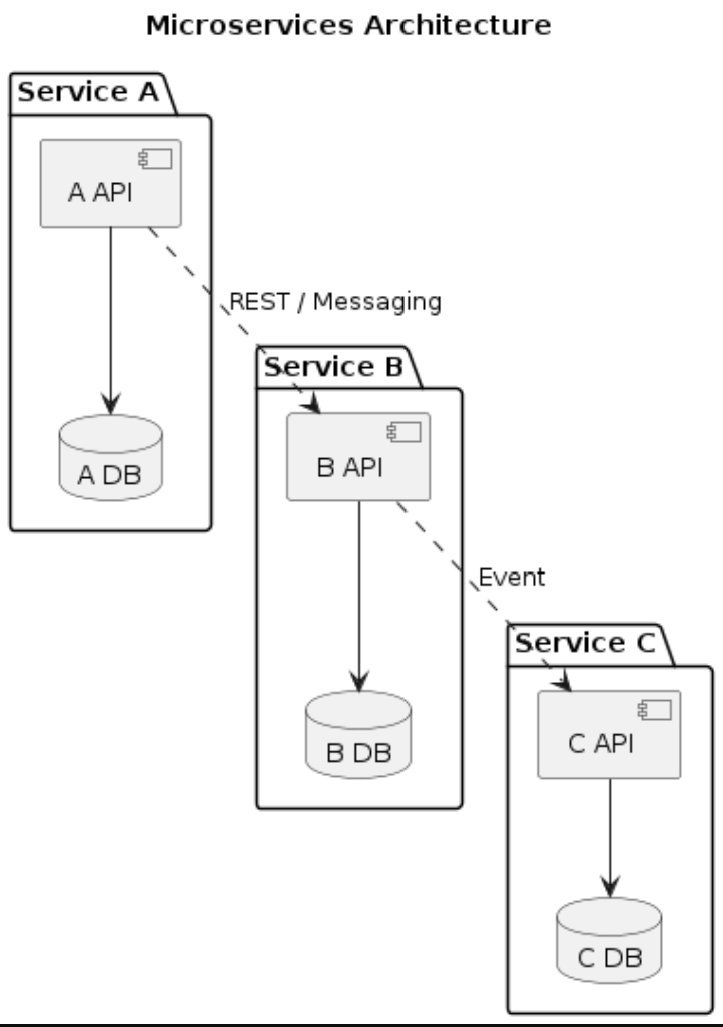 Microservices Architecture
Service A
A API
REST / Messaging
A DB
Service B
B API
Event
B DB
Service C
C API
C DB